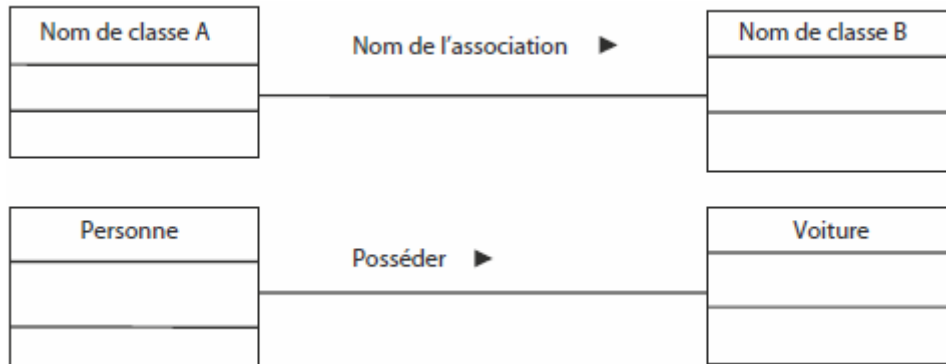 Nom de classe A
Nom de l'association ►
Nom de classe B
Personne
Posséder ►
Voiture